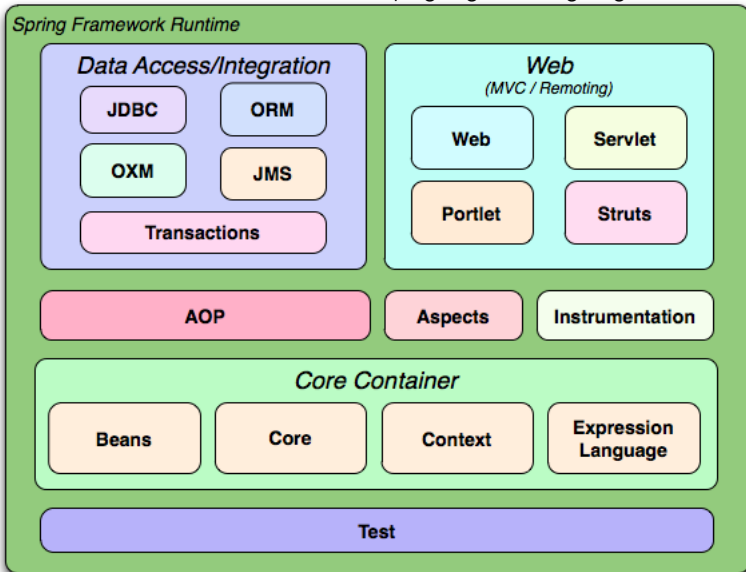 Spring Framework Runtime
Data Access/Integration
JDBC
ORM
OXM
JMS
Transactions
Web
(MVC / Remoting)
Web
Servlet
Portlet
Struts
AOP
Aspects
Instrumentation
Core Container
Beans
Core
Context
Expression
Language
Test